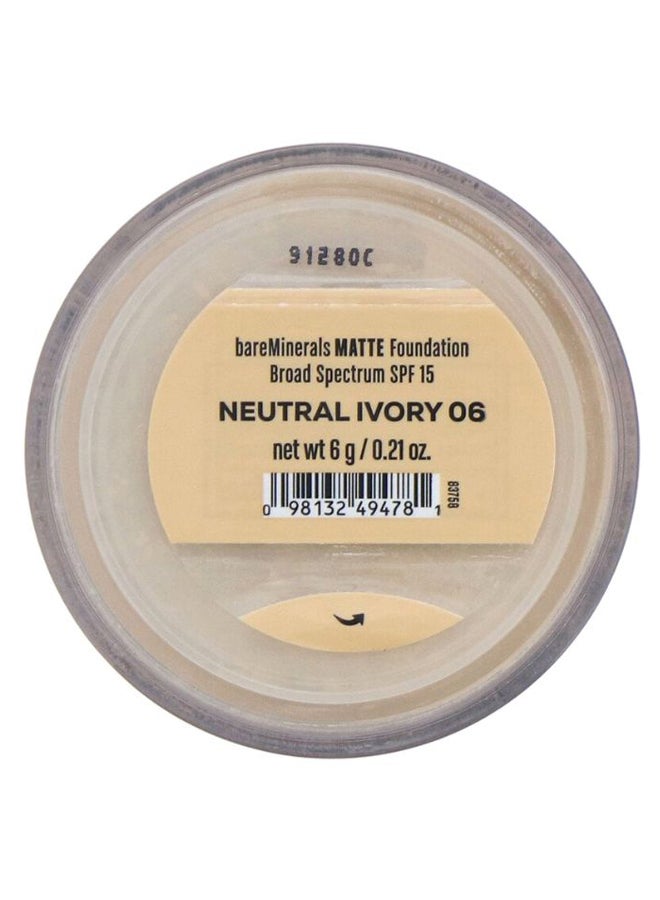 91280C
bareMinerals MATTE Foundation
Broad Spectrum SPF 15
NEUTRAL IVORY 06
net wt 6 g / 0.21 oz.
0 98132 49478 1
83758